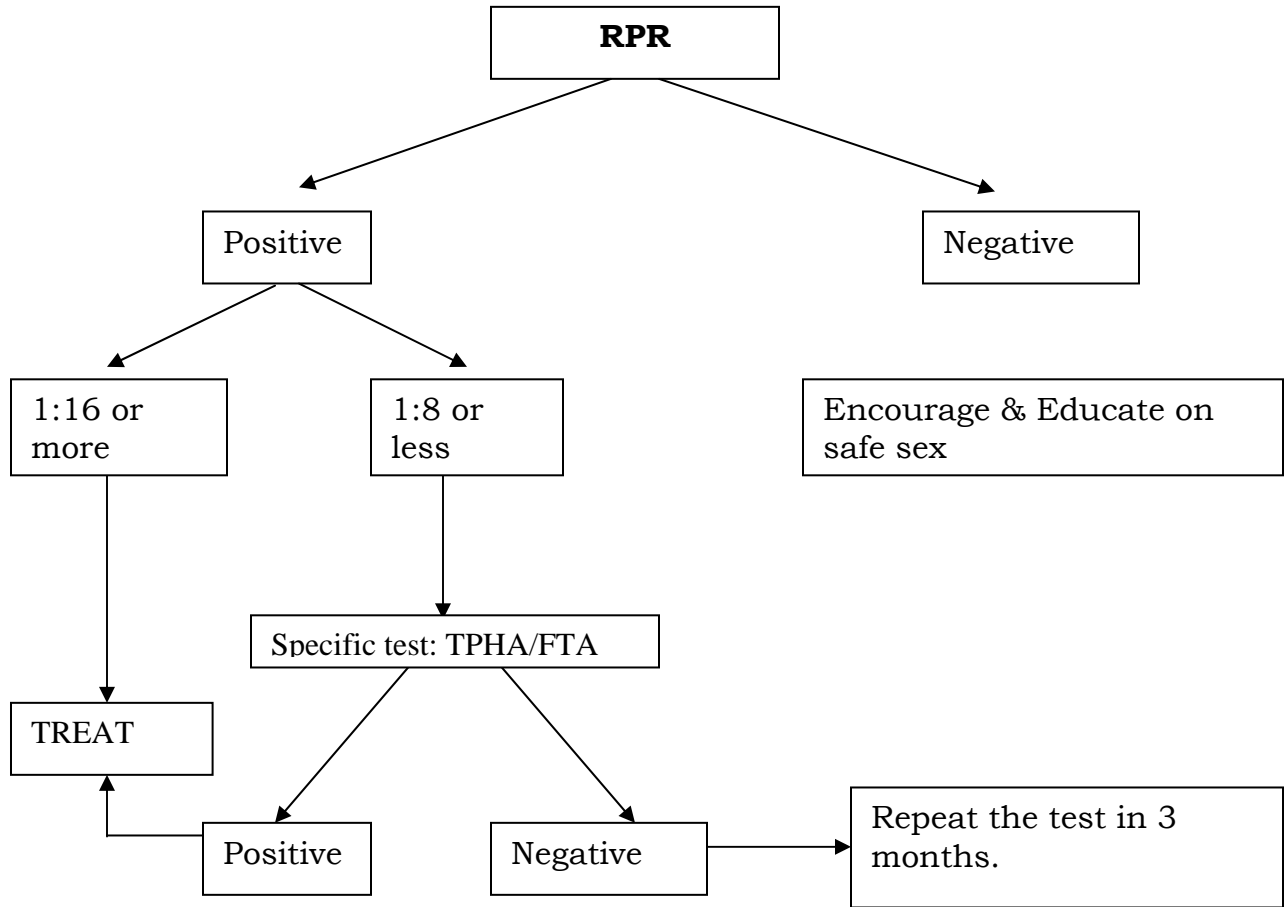 RPR
Positive
Negative
1:16 or
more
1:8 or
less
Encourage & Educate on
safe sex
Specific test: TPHA/FTA
TREAT
Positive
Negative
Repeat the test in 3
months.